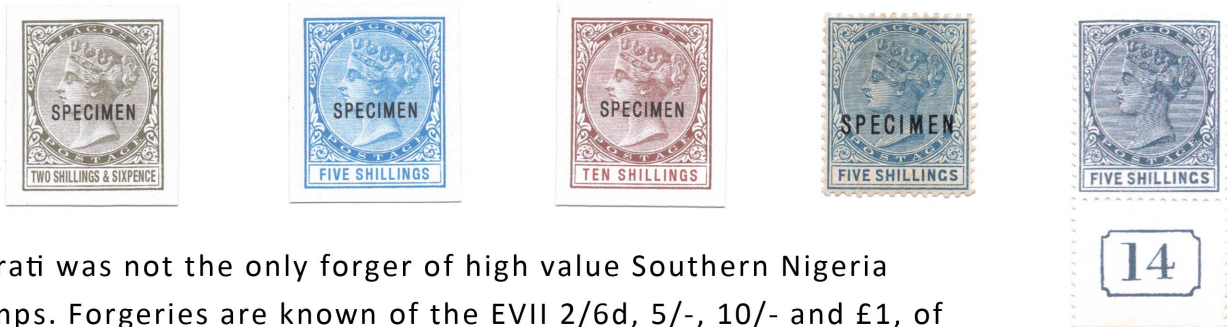 LAGOS
SPECIMEN
POSTAGE
TWO SHILLINGS & SIXPENCE
LAGOS
SPECIMEN
POSTAGE
FIVE SHILLINGS
LAGOS
SPECIMEN
POSTAGE
TEN SHILLINGS
LAGOS
SPECIMEN
POSTAGE
FIVE SHILLINGS
LAGOS
POSTAGE
FIVE SHILLINGS
14
rati was not the only forger of high value Southern Nigeria
mps. Forgeries are known of the EVII 2/6d, 5/-, 10/- and £1, of